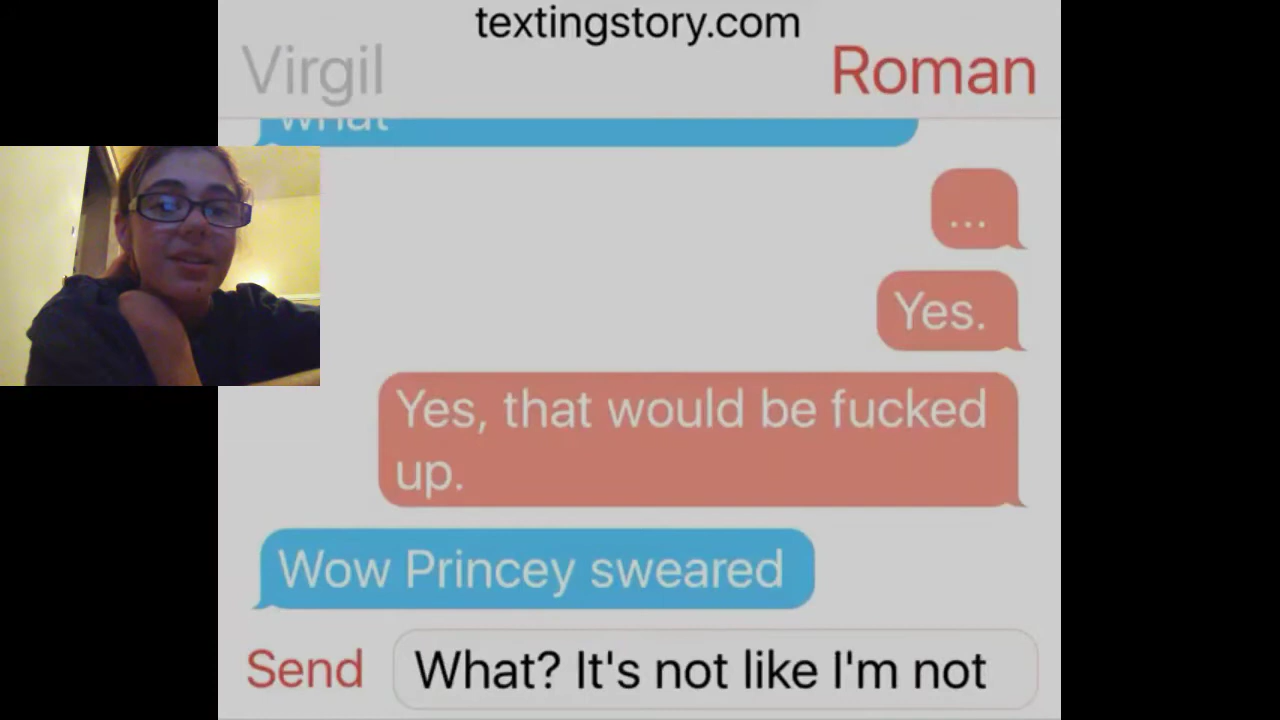 textingstory.com
Virgil
Roman
what
...
Yes.
Yes, that would be fucked
up.
Wow Princey sweared
Send
What? It's not like I'm not